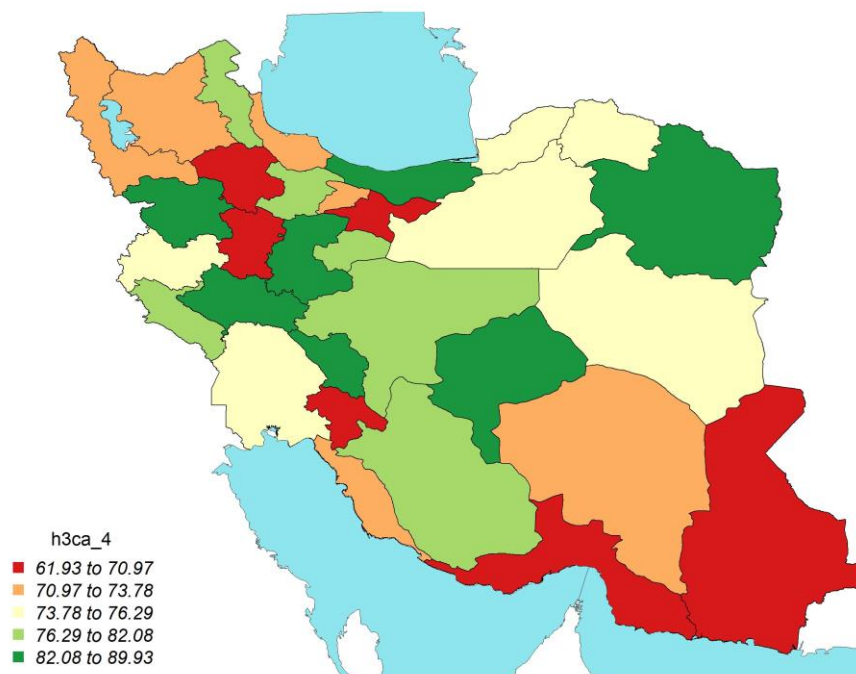 h3ca_4
61.93 to 70.97
70.97 to 73.78
73.78 to 76.29
76.29 to 82.08
82.08 to 89.93